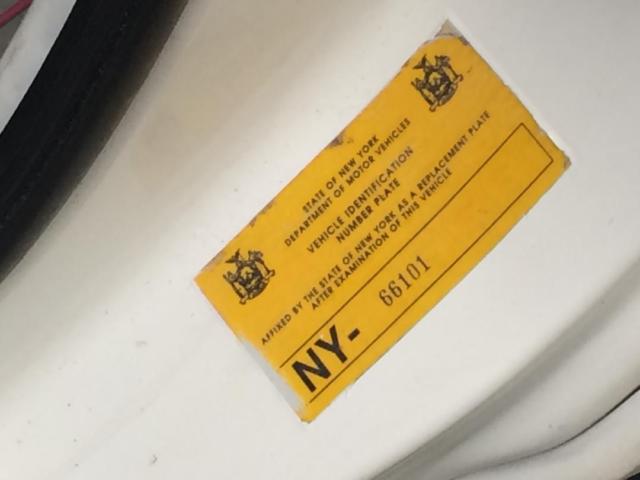 STATE OF NEW YORK
DEPARTMENT OF MOTOR VEHICLES
VEHICLE IDENTIFICATION
NUMBER PLATE
AFFIXED BY THE STATE OF NEW YORK AS A REPLACEMENT PLATE
AFTER EXAMINATION OF THIS VEHICLE
NY- 66101